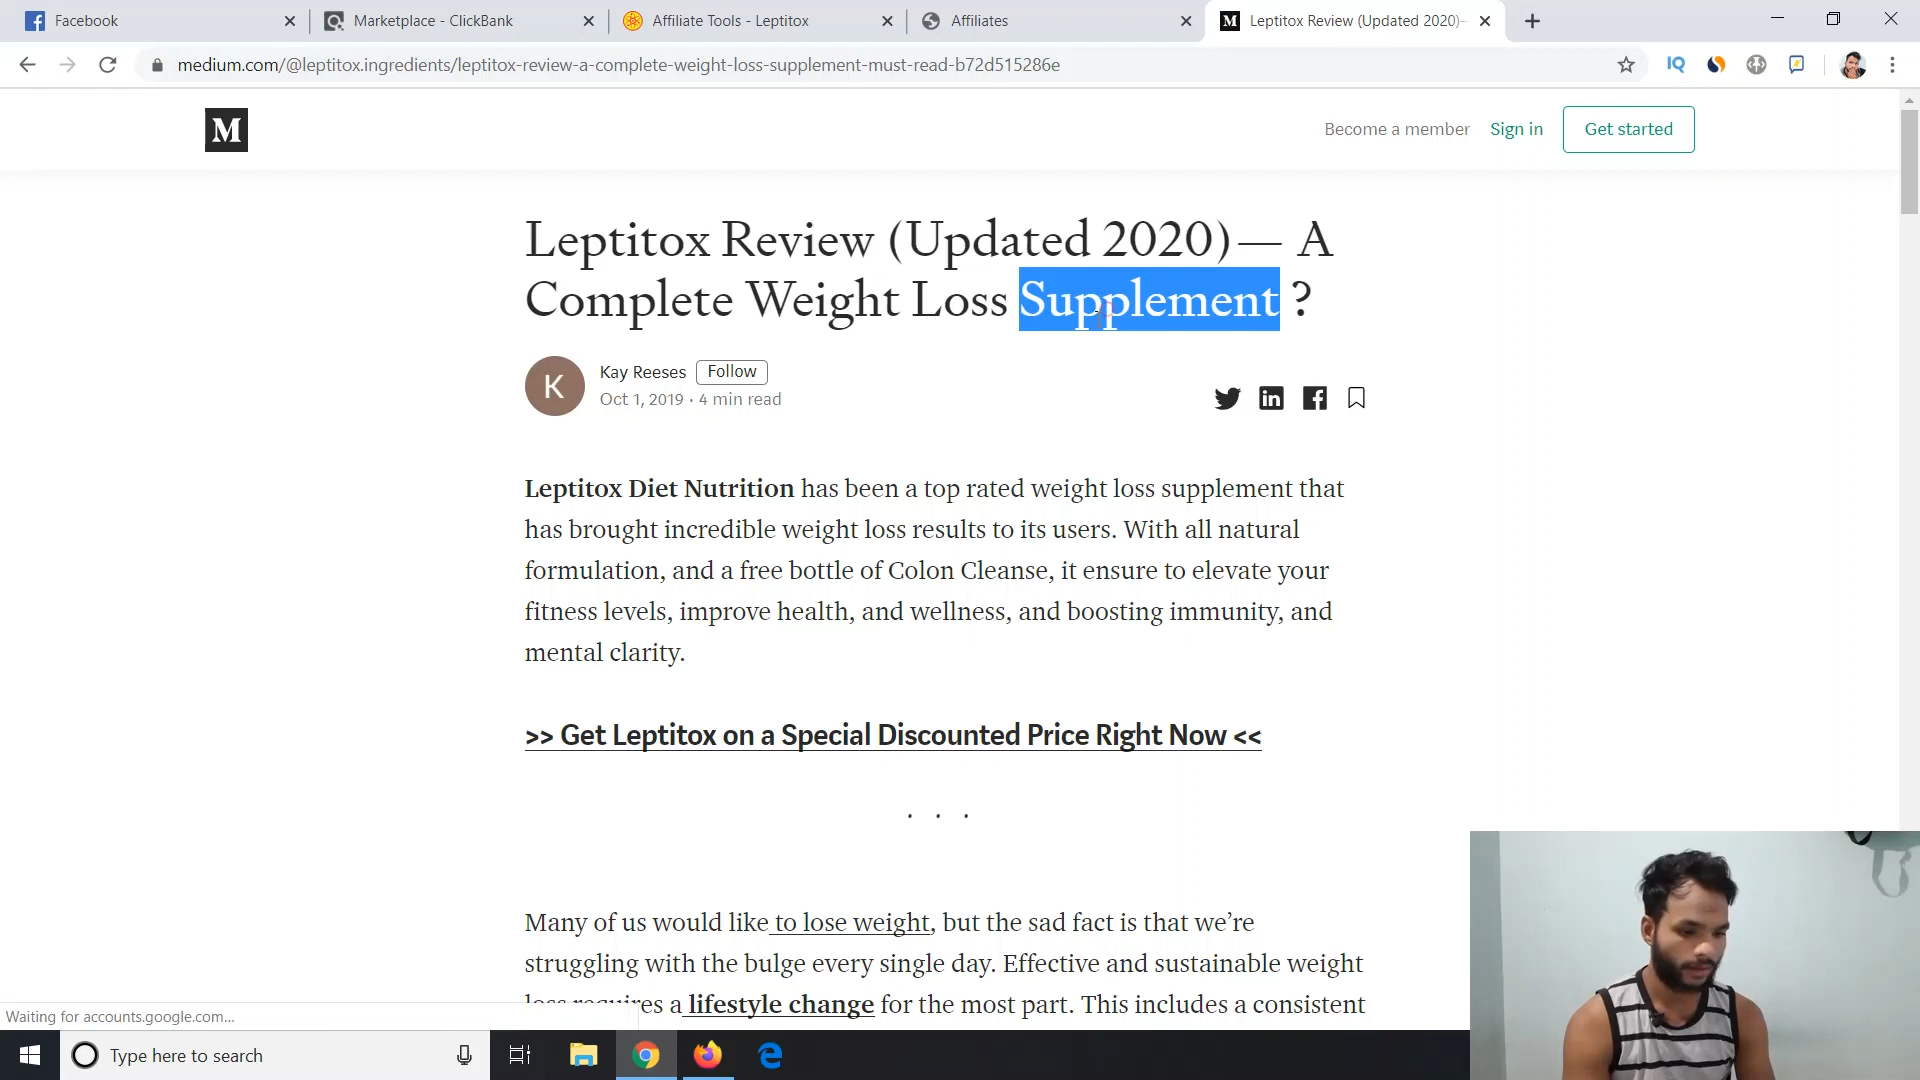 Facebook
Marketplace - ClickBank
Affiliate Tools - Leptitox
Affiliates
M
Leptitox Review (Updated 2020)—
medium.com/@leptitox.ingredients/leptitox-review-a-complete-weight-loss-supplement-must-read-b72d515286e
IQ
M
Become a member
Sign in
Get started
Leptitox Review (Updated 2020)— A
Complete Weight Loss Supplement ?
K
Kay Reeses
Follow
Oct 1, 2019 · 4 min read
Leptitox Diet Nutrition has been a top rated weight loss supplement that
has brought incredible weight loss results to its users. With all natural
formulation, and a free bottle of Colon Cleanse, it ensure to elevate your
fitness levels, improve health, and wellness, and boosting immunity, and
mental clarity.
>> Get Leptitox on a Special Discounted Price Right Now <<
. . .
Many of us would like to lose weight, but the sad fact is that we’re
struggling with the bulge every single day. Effective and sustainable weight
loss requires a lifestyle change for the most part. This includes a consistent
Waiting for accounts.google.com...
Type here to search